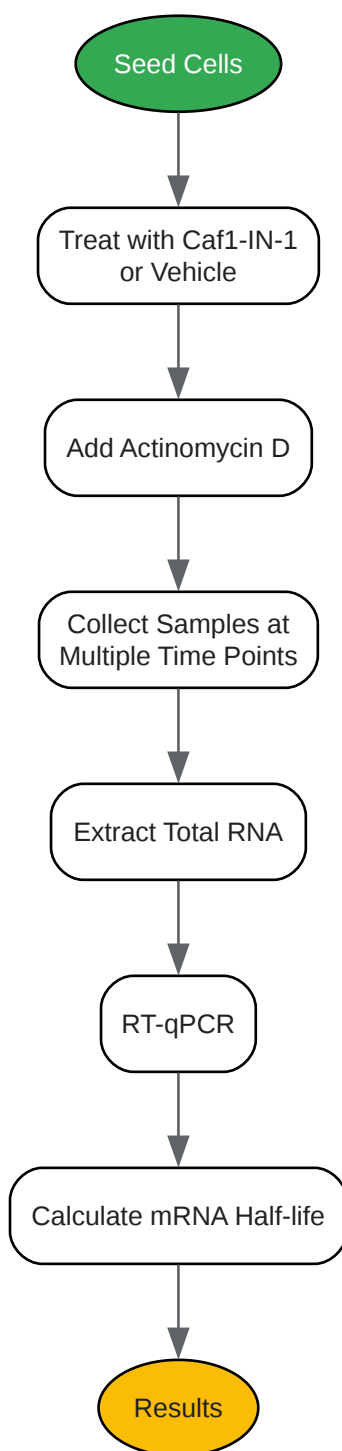 Seed Cells
Treat with Caf1-IN-1
or Vehicle
Add Actinomycin D
Collect Samples at
Multiple Time Points
Extract Total RNA
RT-qPCR
Calculate mRNA Half-life
Results